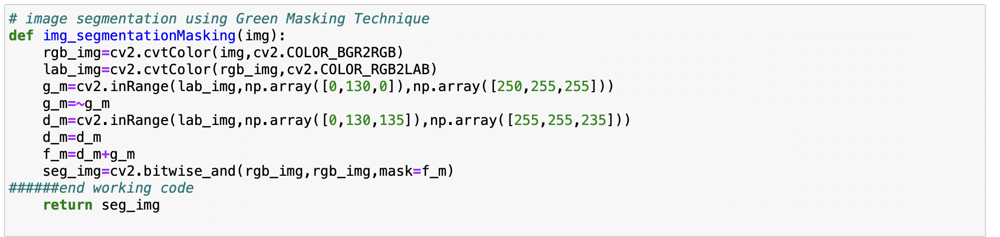 # image segmentation using Green Masking Technique
def img_segmentationMasking(img):
    rgb_img=cv2.cvtColor(img,cv2.COLOR_BGR2RGB)
    lab_img=cv2.cvtColor(rgb_img,cv2.COLOR_RGB2LAB)
    g_m=cv2.inRange(lab_img,np.array([0,130,0]),np.array([250,255,255]))
    g_m=~g_m
    d_m=cv2.inRange(lab_img,np.array([0,130,135]),np.array([255,255,235]))
    d_m=d_m
    f_m=d_m+g_m
    seg_img=cv2.bitwise_and(rgb_img,rgb_img,mask=f_m)
######end working code
    return seg_img